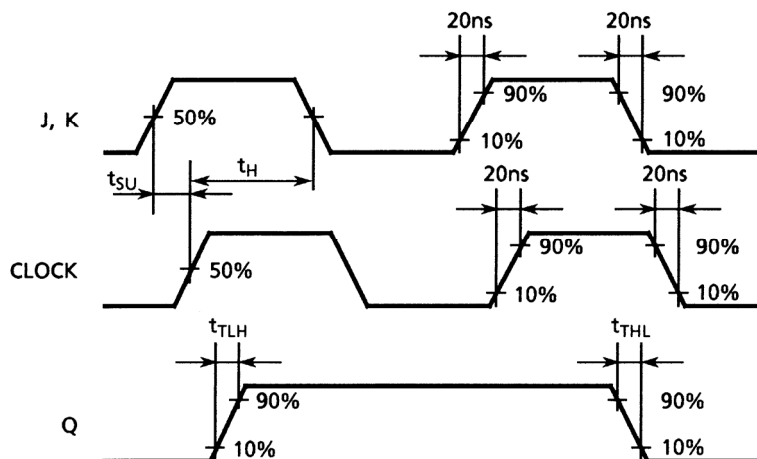 20ns 20ns
J, K 50% 90% 90%
10% 10%
tSU tH 20ns 20ns
CLOCK 50% 90% 90%
10% 10%
tTLH tTHL
Q 90% 90%
10% 10%